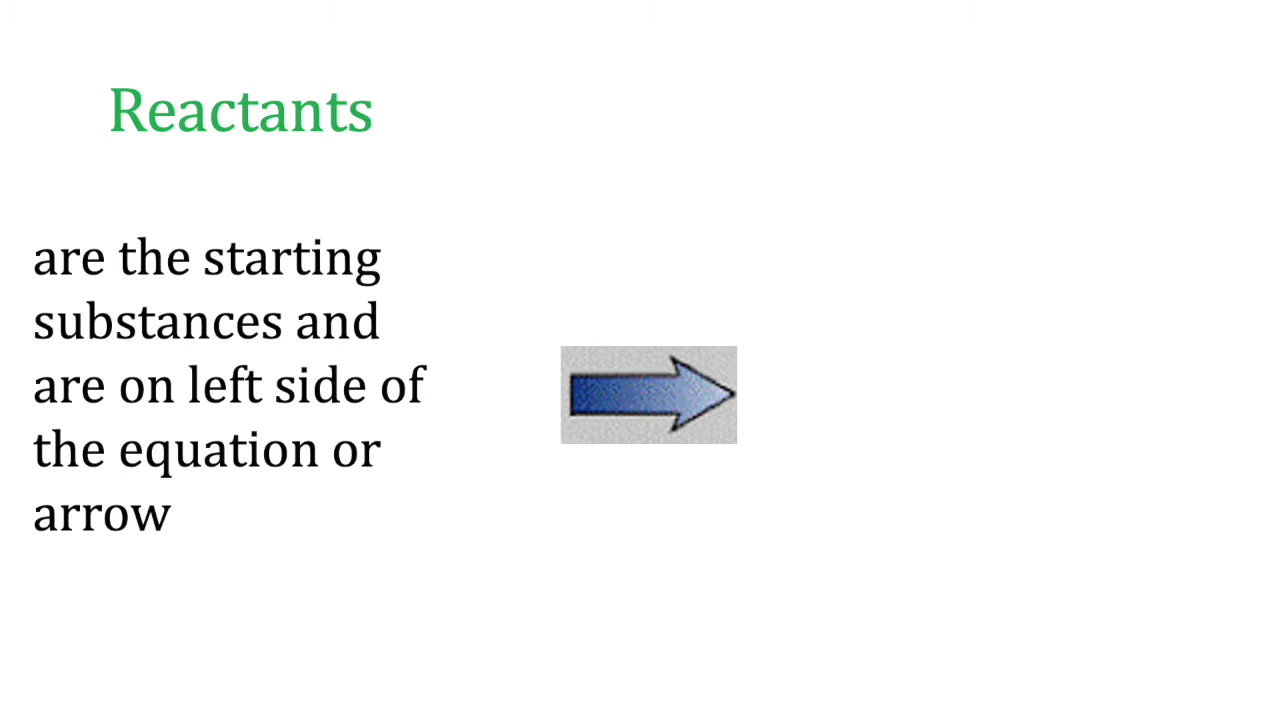 Reactants
are the starting
substances and
are on left side of
the equation or
arrow